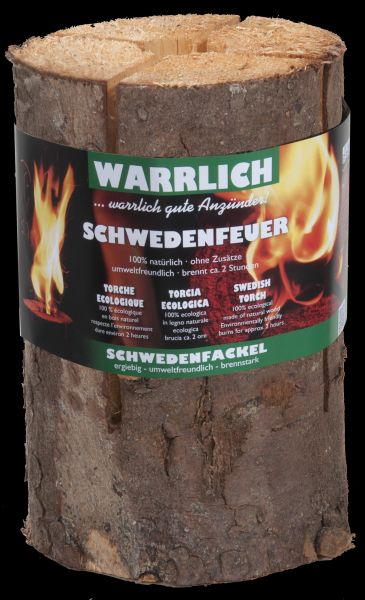 WARRLICH
... warrlich gute Anzünder!
SCHWEDENFEUER
100% natürlich · ohne Zusätze
umweltfreundlich · brennt ca. 2 Stunden
TORCHE
ECOLOGIQUE
100 % écologique
en bois naturel
respecte l'environnement
dure environ 2 heures
TORCIA
ECOLOGICA
100% ecologica
in legno naturale
ecologica
brucia ca. 2 ore
SWEDISH
TORCH
100% ecological
made of natural wood
Environmentally friendly
burns for approx. 2 hours
SCHWEDENFACKEL
ergiebig - umweltfreundlich - brennstark